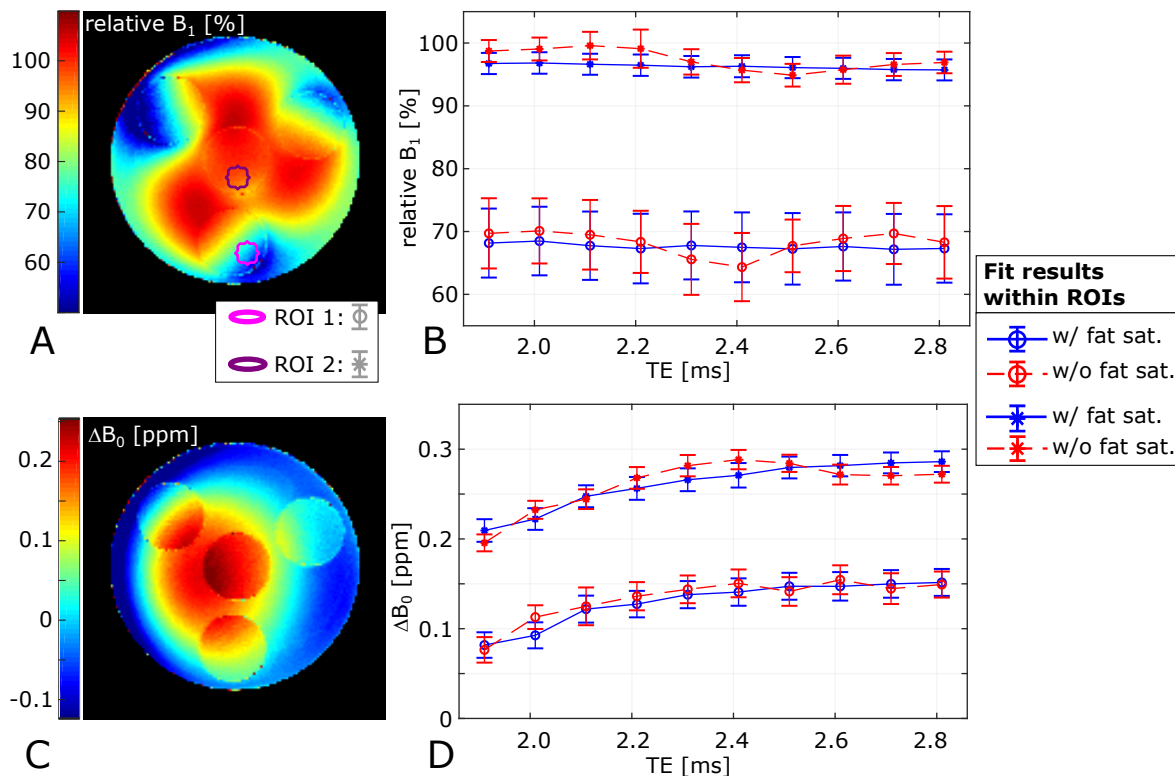 relative B₁ [%]
100
90
80
70
60
A
ROI 1:
ROI 2:
relative B₁ [%]
100
90
80
70
60
2.0 2.2 2.4 2.6 2.8
B
TE [ms]
Fit results
within ROIs
w/ fat sat.
w/o fat sat.
w/ fat sat.
w/o fat sat.
ΔB₀ [ppm]
0.2
0.1
0
-0.1
C
ΔB₀ [ppm]
0.3
0.2
0.1
0
2.0 2.2 2.4 2.6 2.8
D
TE [ms]